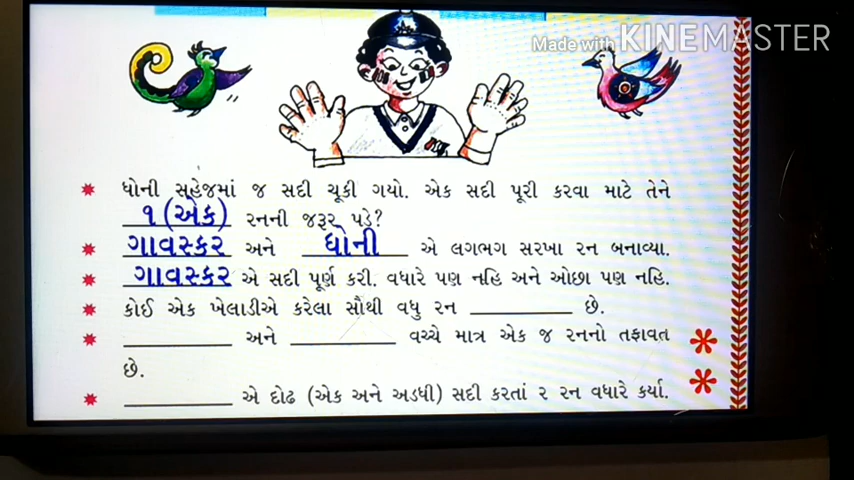 Made with KINEMASTER
ધોની સહેજમાં જ સદી ચૂકી ગયો. એક સદી પૂરી કરવા માટે તેને
૧ (એક) રનની જરૂર પડે?
ગાવસ્કર અને ધોની એ લગભગ સરખા રન બનાવ્યા.
ગાવસ્કર એ સદી પૂર્ણ કરી. વધારે પણ નહિ અને ઓછા પણ નહિ.
કોઈ એક ખેલાડીએ કરેલા સૌથી વધુ રન __________ છે.
__________ અને __________ વચ્ચે માત્ર એક જ રનનો તફાવત
છે.
__________ એ દોઢ (એક અને અડધી) સદી કરતાં ૨ રન વધારે કર્યા.